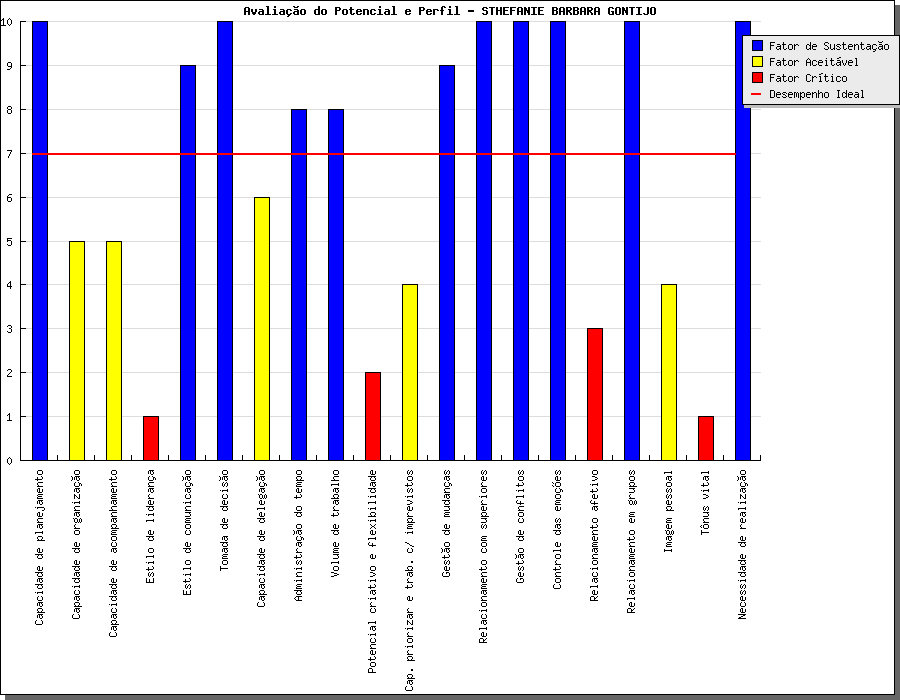 Avaliação do Potencial e Perfil - STHEFANIE BARBARA GONTIJO
Fator de Sustentação
Fator Aceitável
Fator Crítico
Desempenho Ideal
10
9
8
7
6
5
4
3
2
1
0
Capacidade de planejamento
Capacidade de organização
Capacidade de acompanhamento
Estilo de liderança
Estilo de comunicação
Tomada de decisão
Capacidade de delegação
Administração do tempo
Volume de trabalho
Potencial criativo e flexibilidade
Cap. priorizar e trab. c/ imprevistos
Gestão de mudanças
Relacionamento com superiores
Gestão de conflitos
Controle das emoções
Relacionamento afetivo
Relacionamento em grupos
Imagem pessoal
Tônus vital
Necessidade de realização